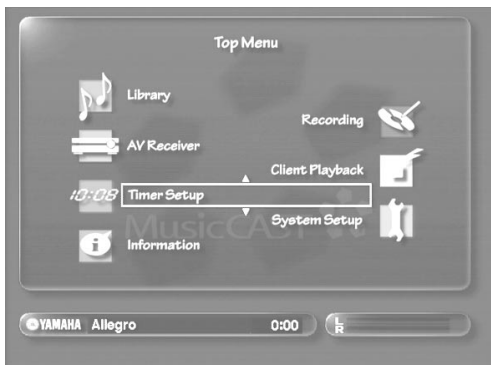 Top Menu
Library
Recording
AV Receiver
Client Playback
10:08
Timer Setup
System Setup
MusicCAST
Information
YAMAHA Allegro 0:00 L
R